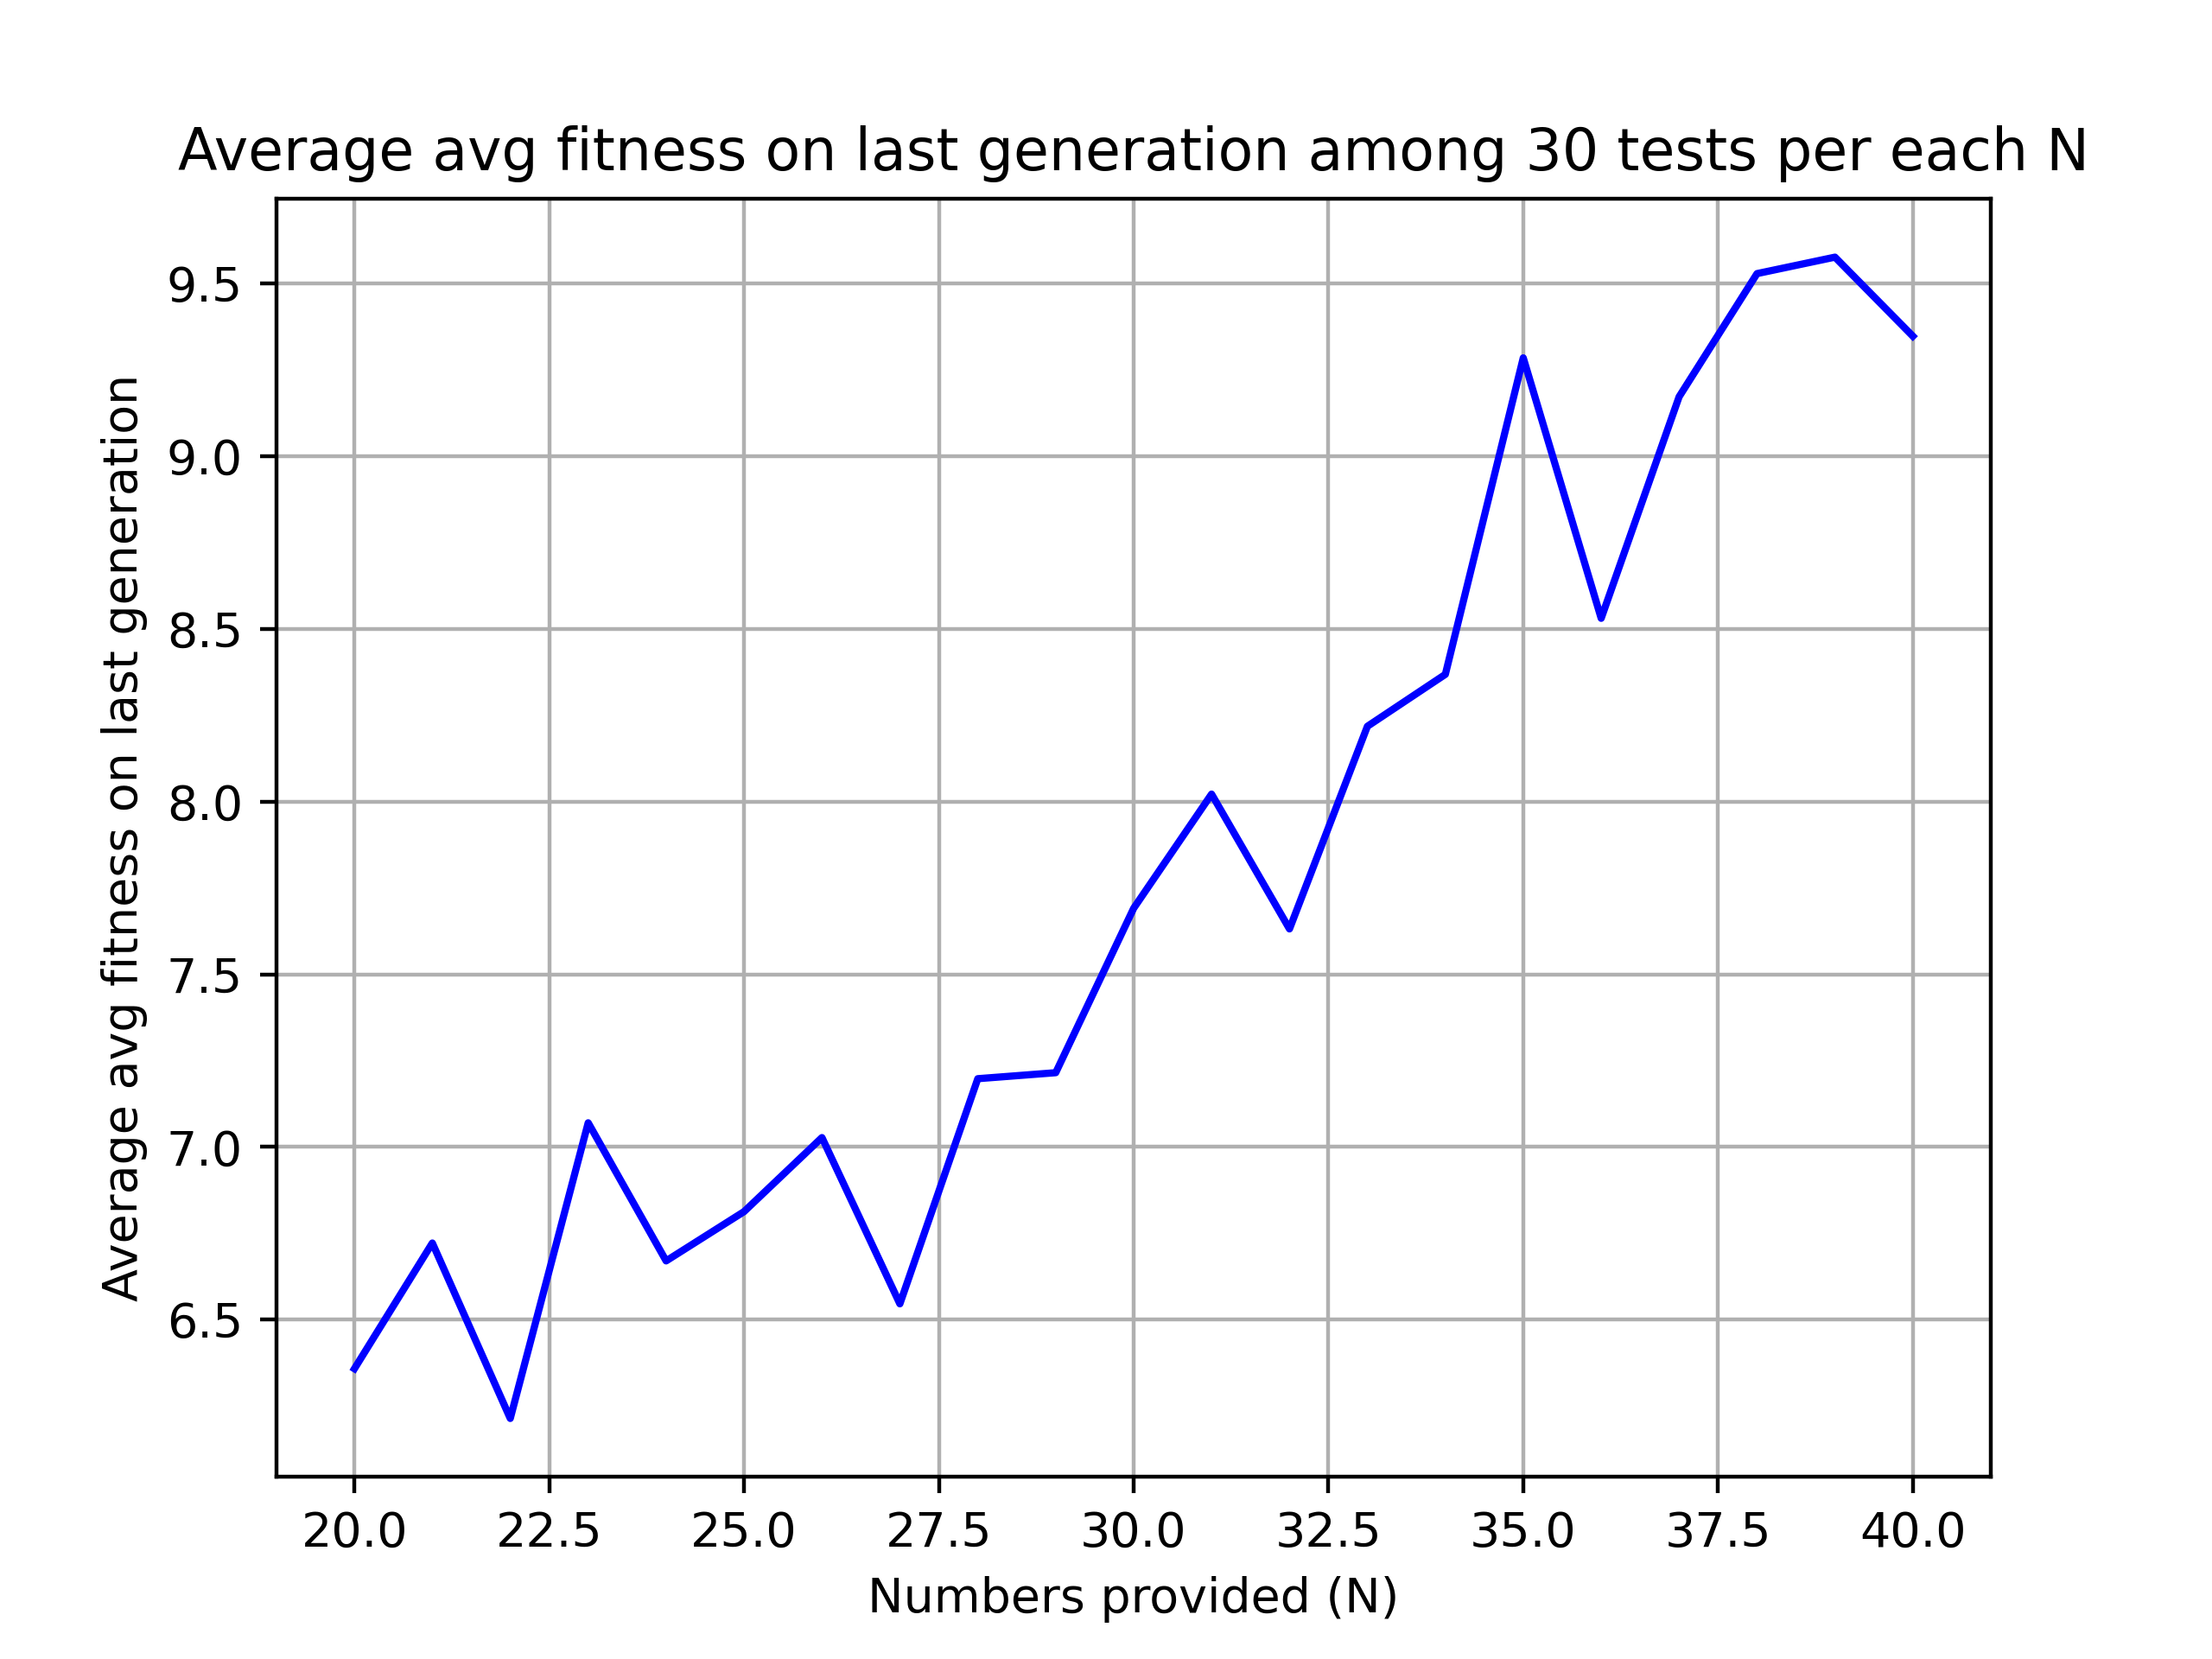 Average avg fitness on last generation among 30 tests per each N
Average avg fitness on last generation
9.5
9.0
8.5
8.0
7.5
7.0
6.5
20.0 22.5 25.0 27.5 30.0 32.5 35.0 37.5 40.0
Numbers provided (N)